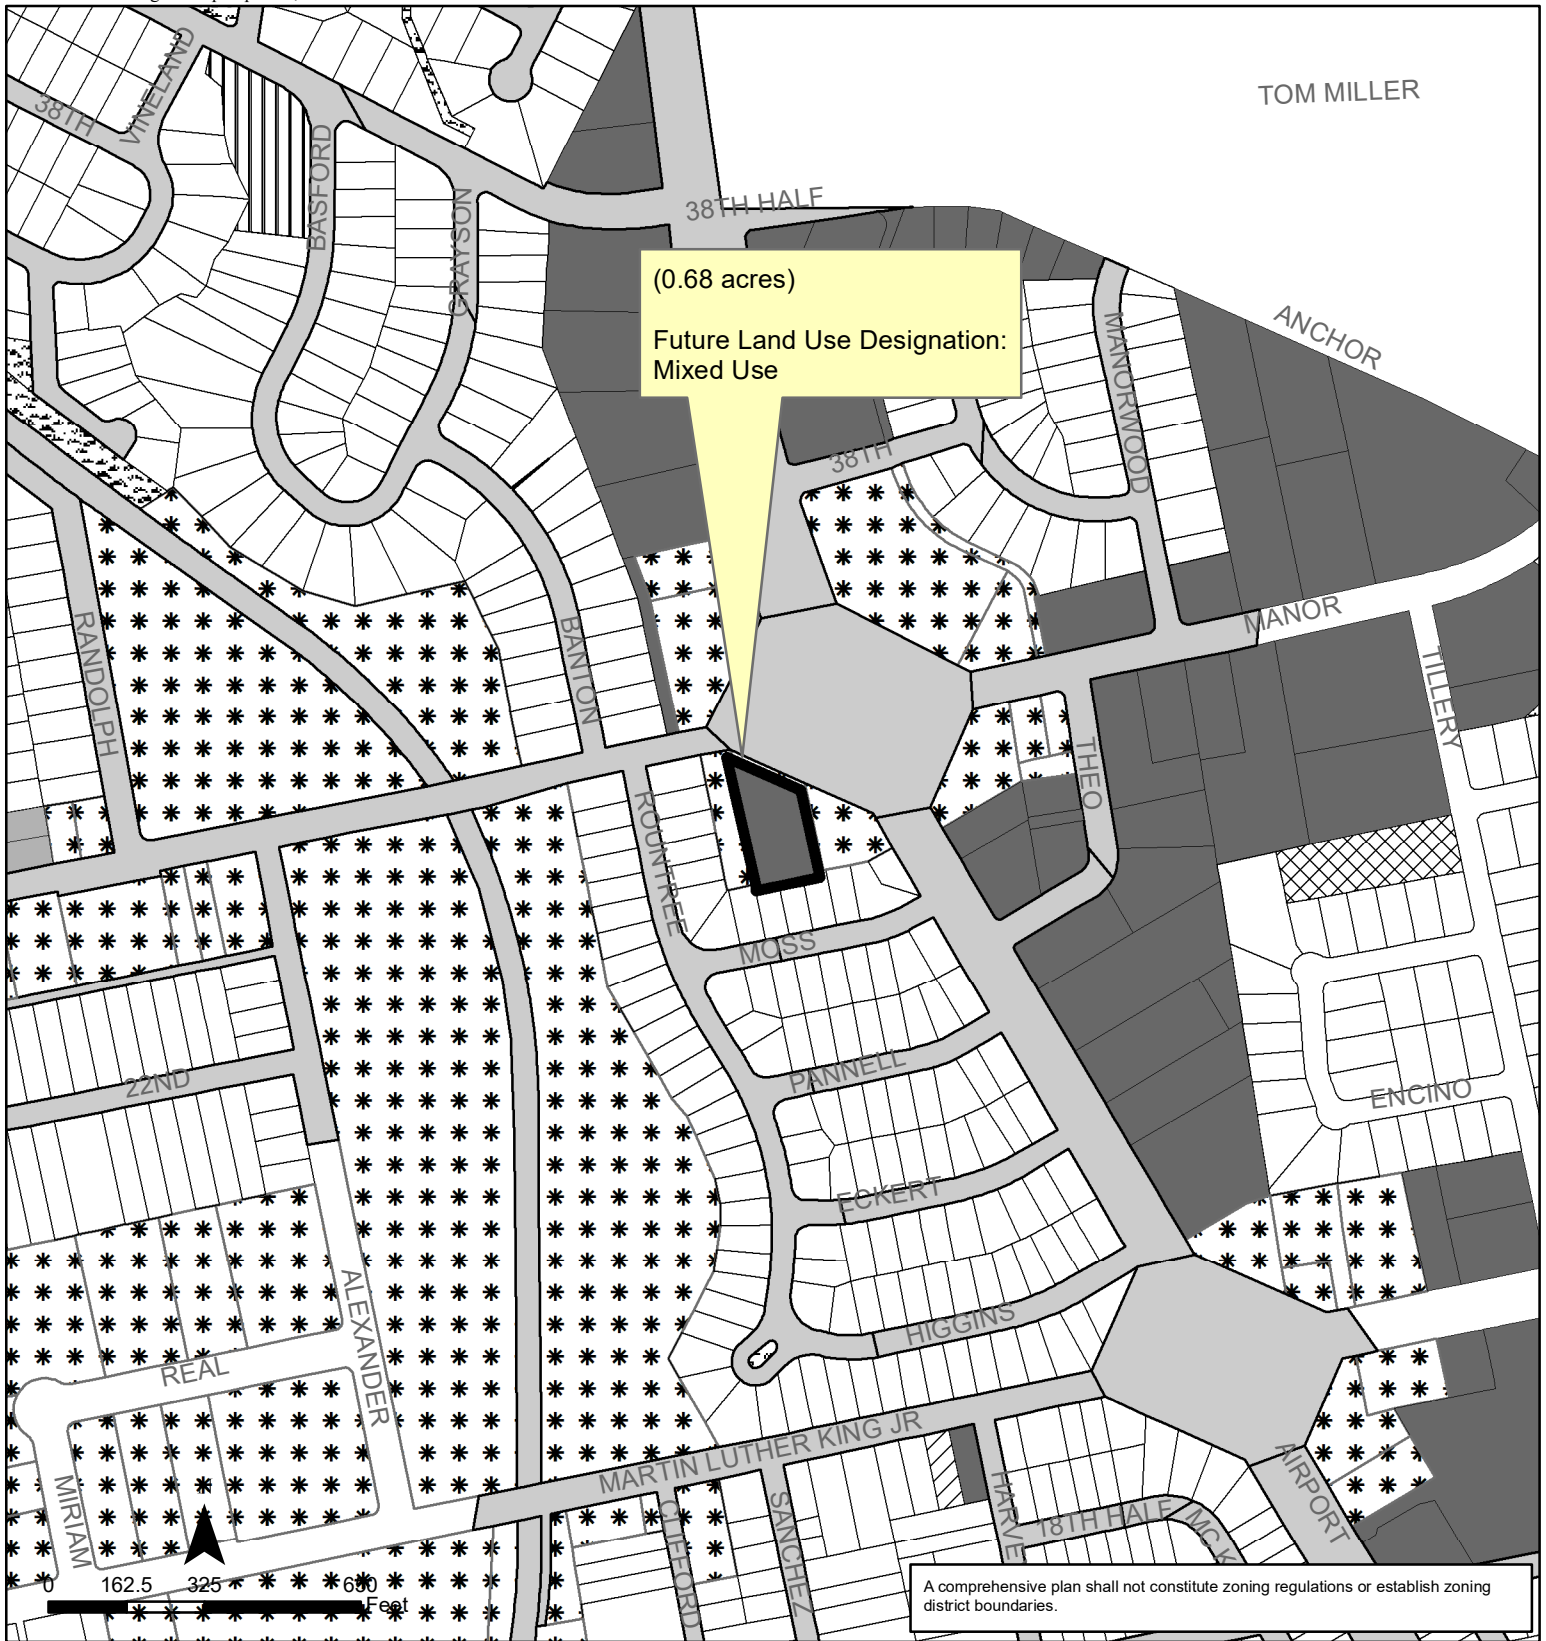 TOM MILLER
VINELAND
38TH
BASFORD
GRAYSON
38TH HALF
(0.68 acres)
Future Land Use Designation:
Mixed Use
ANCHOR
MANORWOOD
38TH
MANOR
RANDOLPH
BANTON
TILLERY
THEO
ROUNTREE
MOSS
PANNELL
22ND
ENCINO
ECKERT
ALEXANDER
HIGGINS
REAL
MARTIN LUTHER KING JR
MIRIAM
CLIFFORD
SANCHEZ
HARVE
18TH HALF
MC K
AIRPORT
0 162.5 325 650
Feet
A comprehensive plan shall not constitute zoning regulations or establish zoning
district boundaries.